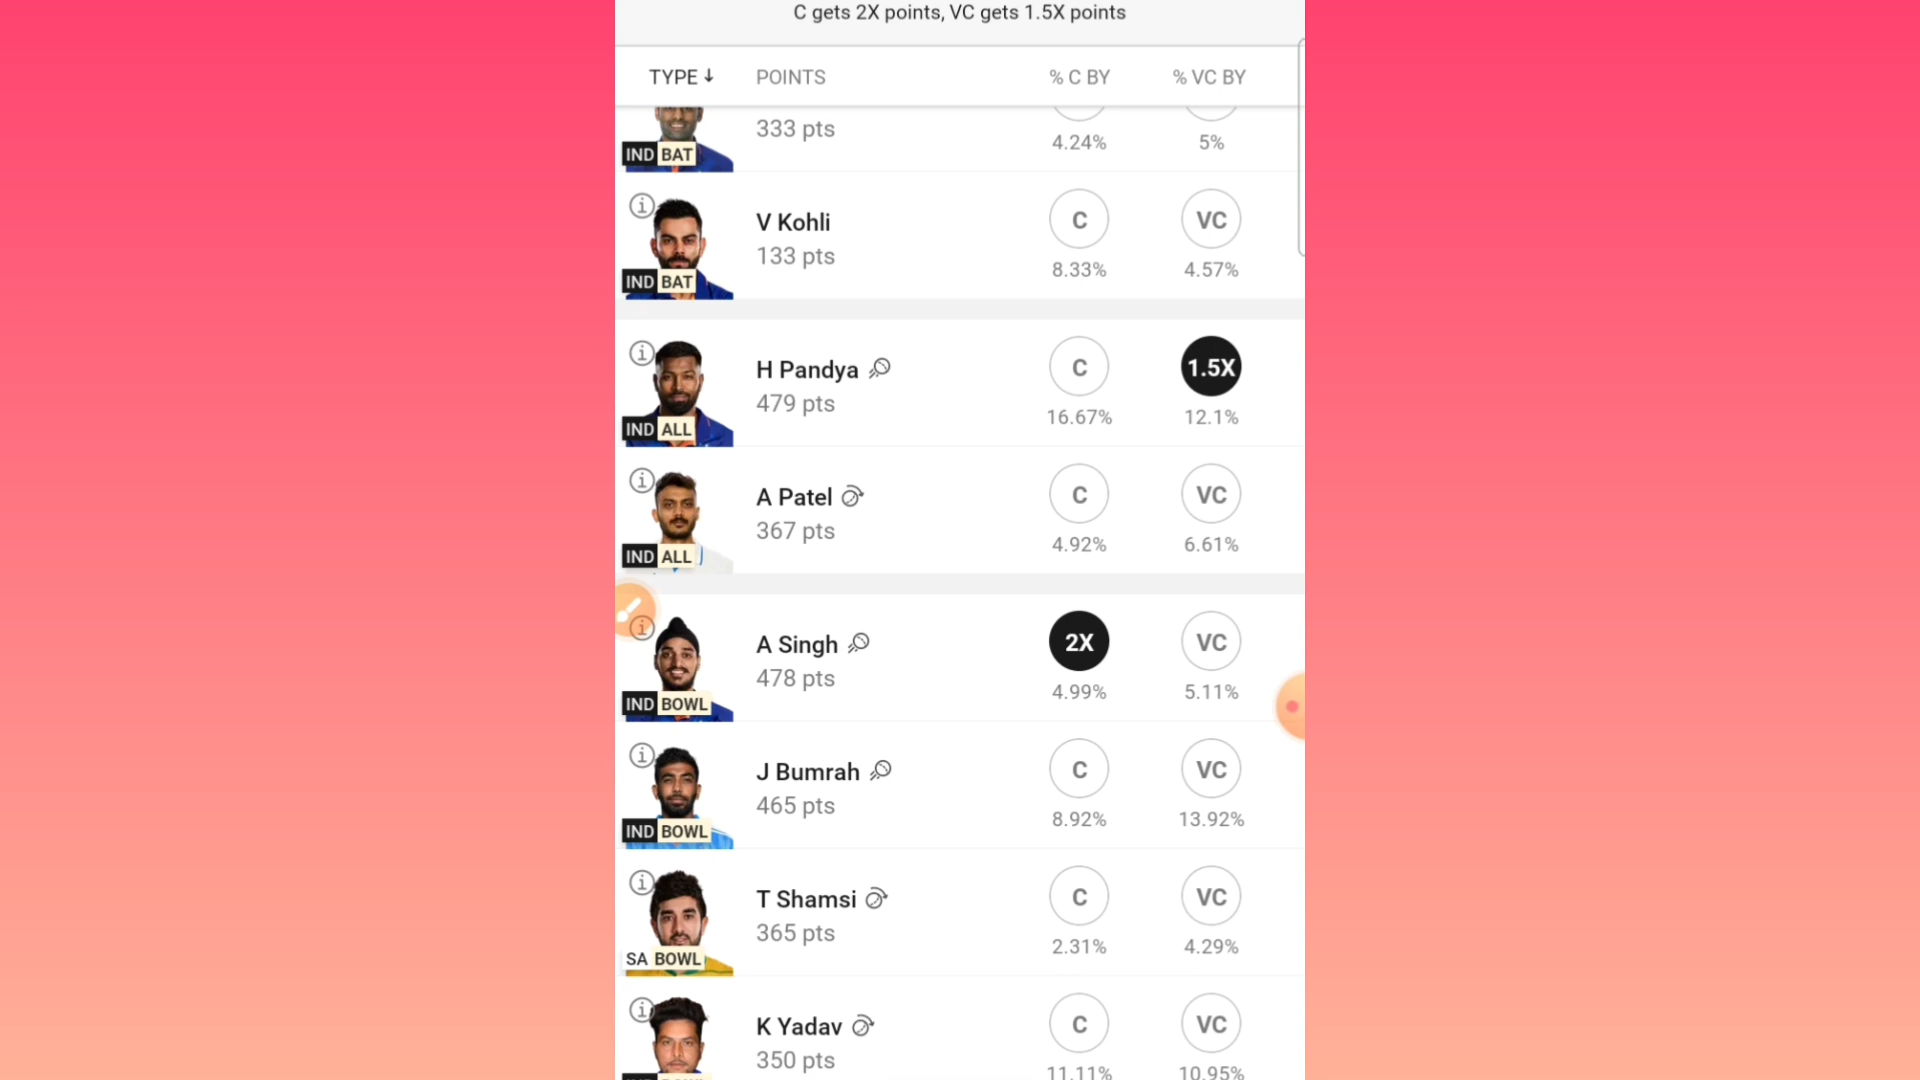 C gets 2X points, VC gets 1.5X points
TYPE↓ POINTS % C BY % VC BY
333 pts 4.24% 5%
IND BAT
V Kohli C VC
133 pts 8.33% 4.57%
IND BAT
H Pandya C 1.5X
479 pts 16.67% 12.1%
IND ALL
A Patel C VC
367 pts 4.92% 6.61%
IND ALL
A Singh 2X VC
478 pts 4.99% 5.11%
IND BOWL
J Bumrah C VC
465 pts 8.92% 13.92%
IND BOWL
T Shamsi C VC
365 pts 2.31% 4.29%
SA BOWL
K Yadav C VC
350 pts 11.11% 10.95%